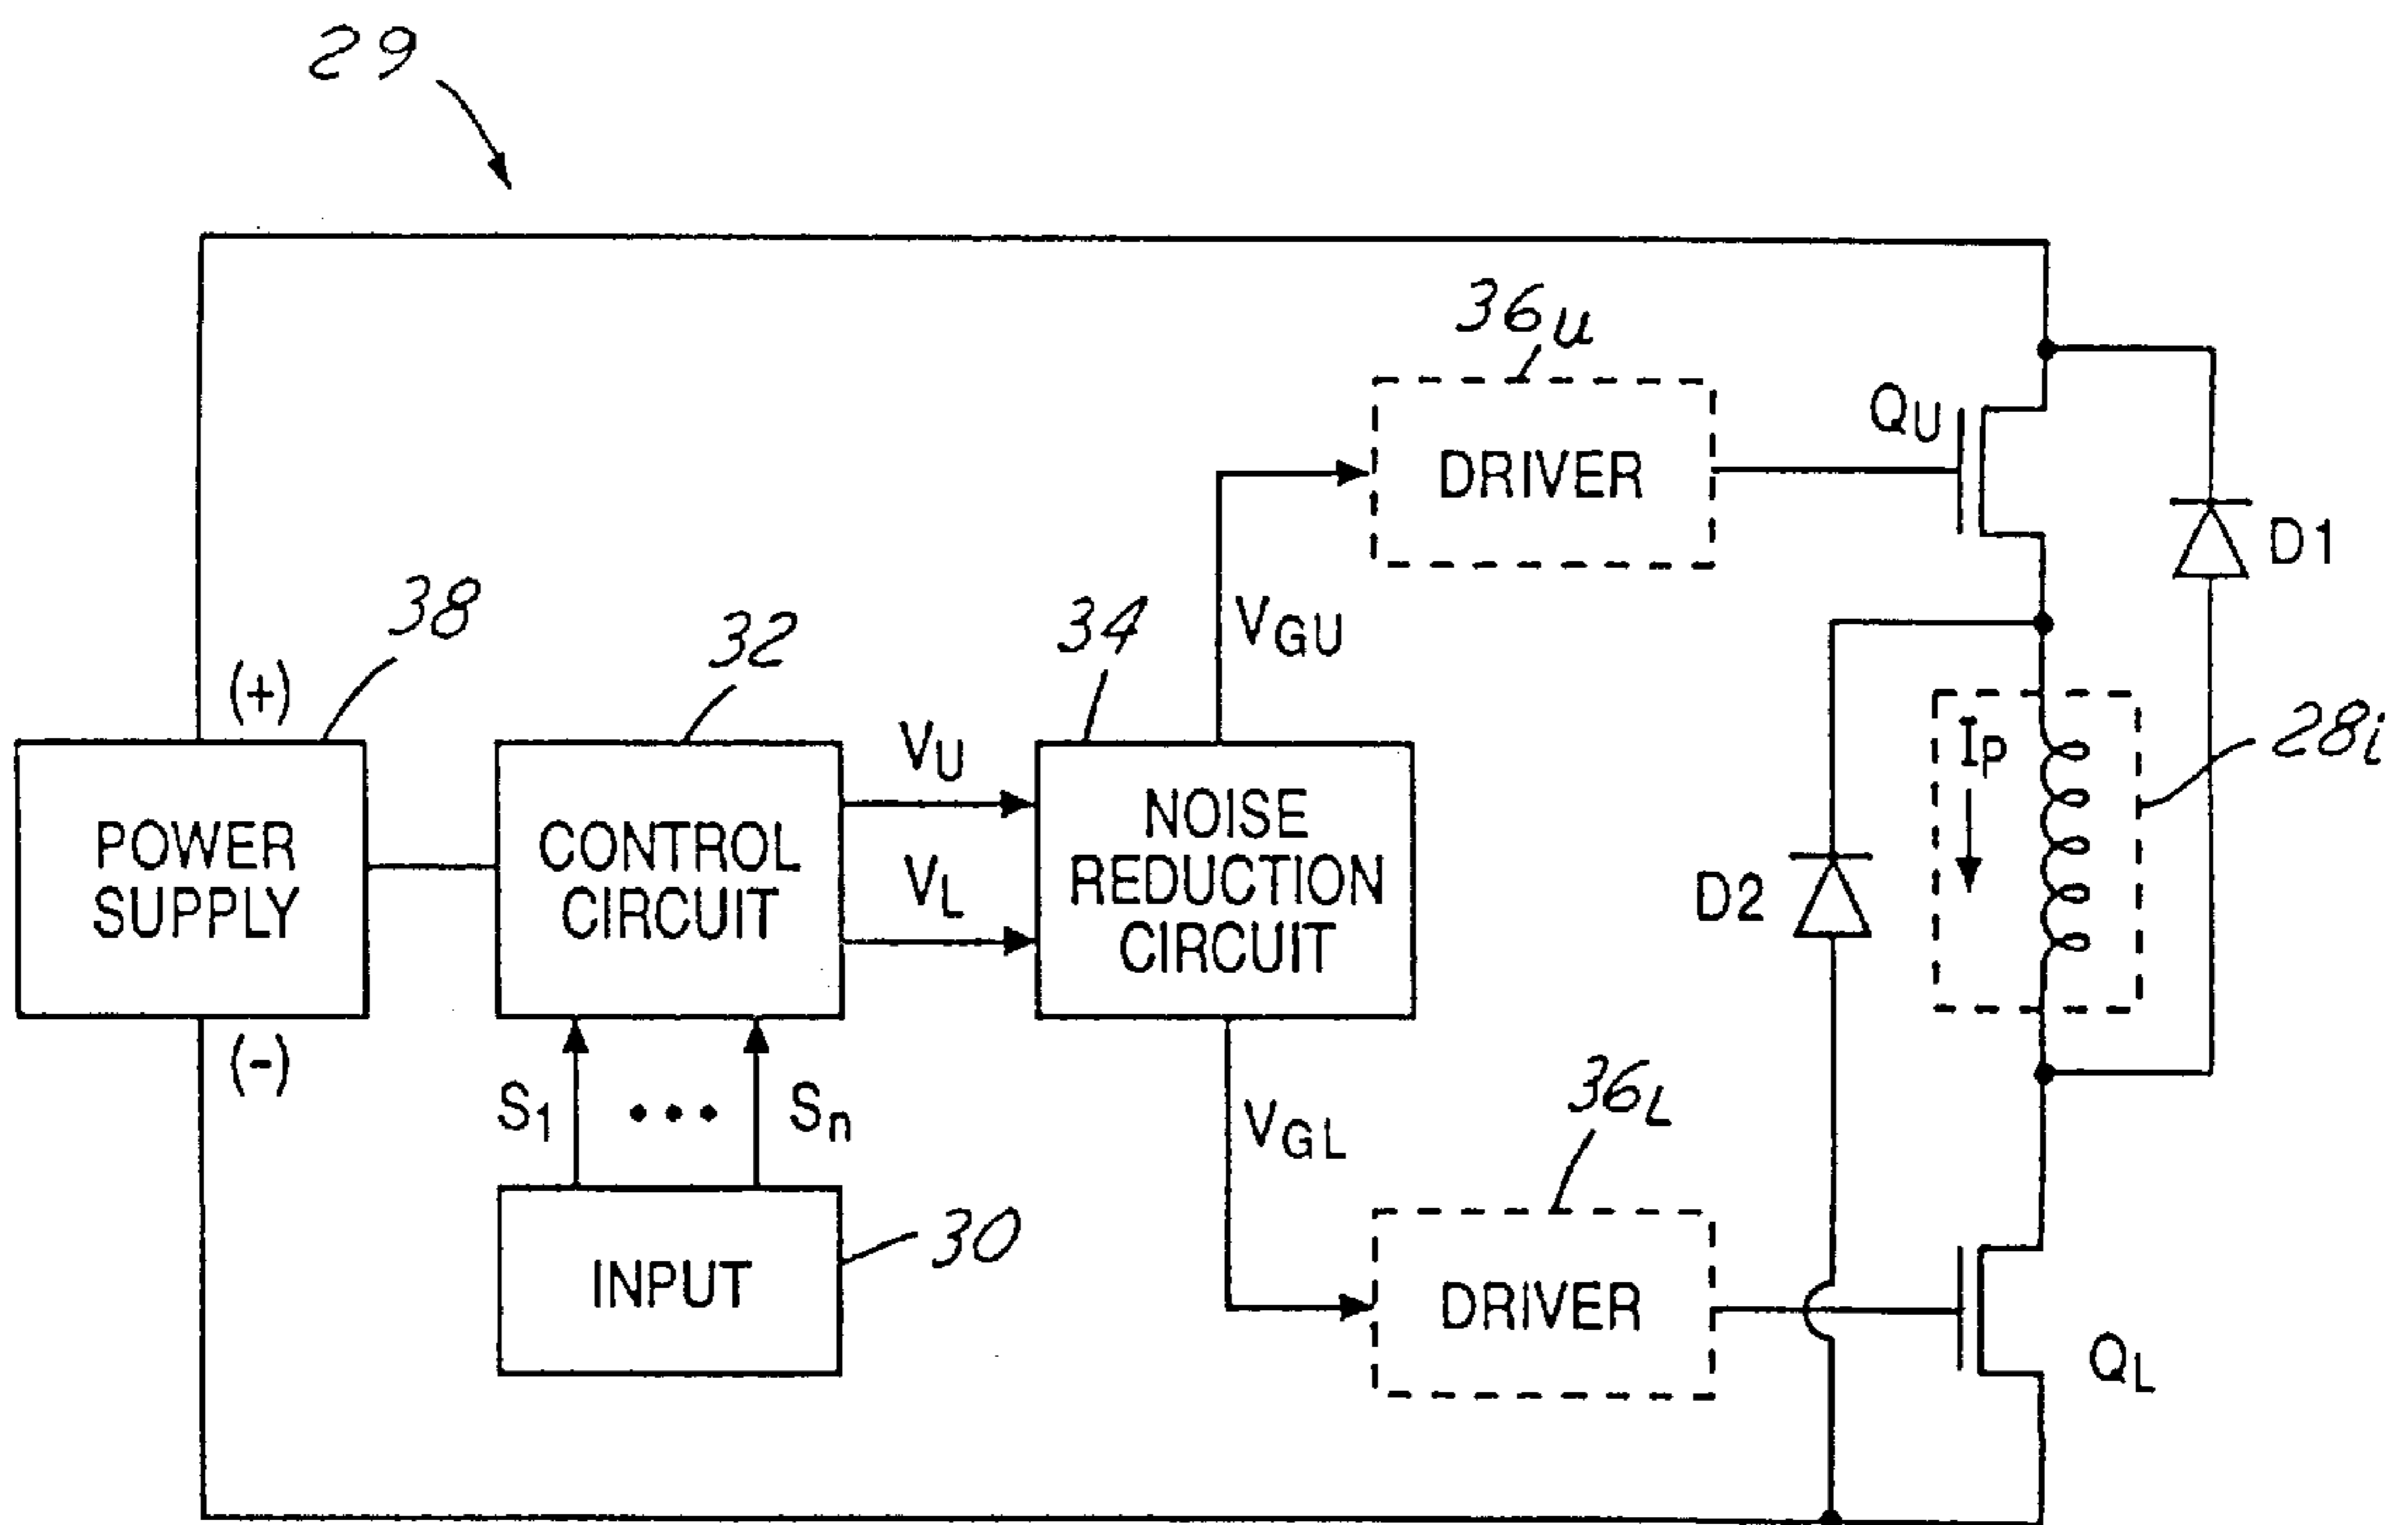 29
36U
QU
DRIVER
D1
38
32
34
VGU
(+)
VU
IP
28i
POWER
SUPPLY
CONTROL
CIRCUIT
NOISE
REDUCTION
CIRCUIT
VL
D2
(-)
S1
•••
Sn
VGL
36L
INPUT
30
DRIVER
QL